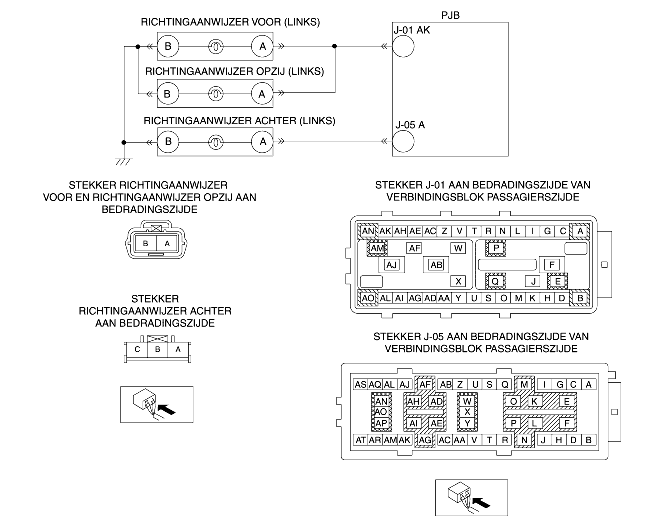 PJB
RICHTINGAANWIJZER VOOR (LINKS)
J-01 AK
B A
RICHTINGAANWIJZER OPZIJ (LINKS)
B A
RICHTINGAANWIJZER ACHTER (LINKS)
J-05 A
B A
STEKKER RICHTINGAANWIJZER
VOOR EN RICHTINGAANWIJZER OPZIJ AAN
BEDRADINGSZIJDE
B A
STEKKER
RICHTINGAANWIJZER ACHTER
AAN BEDRADINGSZIJDE
C B A
STEKKER J-01 AAN BEDRADINGSZIJDE VAN
VERBINDINGSBLOK PASSAGIERSZIJDE
AN AK AH AE AC Z V T R N L I G C A
AM AF W P
AJ AB F
X Q J E
AO AL AI AG AD AA Y U S O M K H D B
STEKKER J-05 AAN BEDRADINGSZIJDE VAN
VERBINDINGSBLOK PASSAGIERSZIJDE
AS AQ AL AJ AF AB Z U S Q M I G C A
AN AH AD W O K E
AO X
AP AI AE Y P L F
AT AR AM AK AG AC AA V T R N J H D B